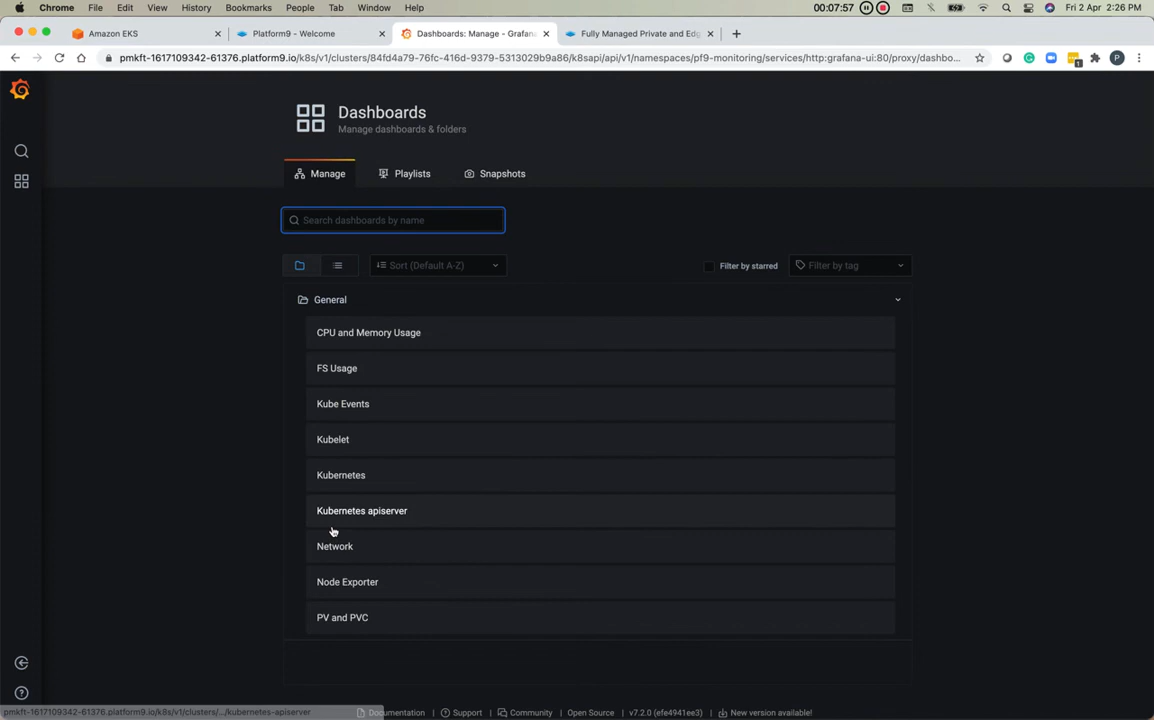 Chrome File Edit View History Bookmarks People Tab Window Help 00:07:57 Fri 2 Apr 2:26 PM
Amazon EKS Platform9 - Welcome Dashboards: Manage - Grafana Fully Managed Private and Edg
pmkft-1617109342-61376.platform9.io/k8s/v1/clusters/84fd4a79-76fc-416d-9379-5313029b9a86/k8sapi/api/v1/namespaces/pf9-monitoring/services/http:grafana-ui:80/proxy/dashbo... P
Dashboards
Manage dashboards & folders
Manage Playlists Snapshots
Search dashboards by name
Sort (Default A-Z) Filter by starred Filter by tag
General
CPU and Memory Usage
FS Usage
Kube Events
Kubelet
Kubernetes
Kubernetes apiserver
Network
Node Exporter
PV and PVC
pmkft-1617109342-61376.platform9.io/k8s/v1/clusters/.../kubernetes-apiserver Documentation Support Community Open Source v7.2.0 (efe4941ee3) New version available!